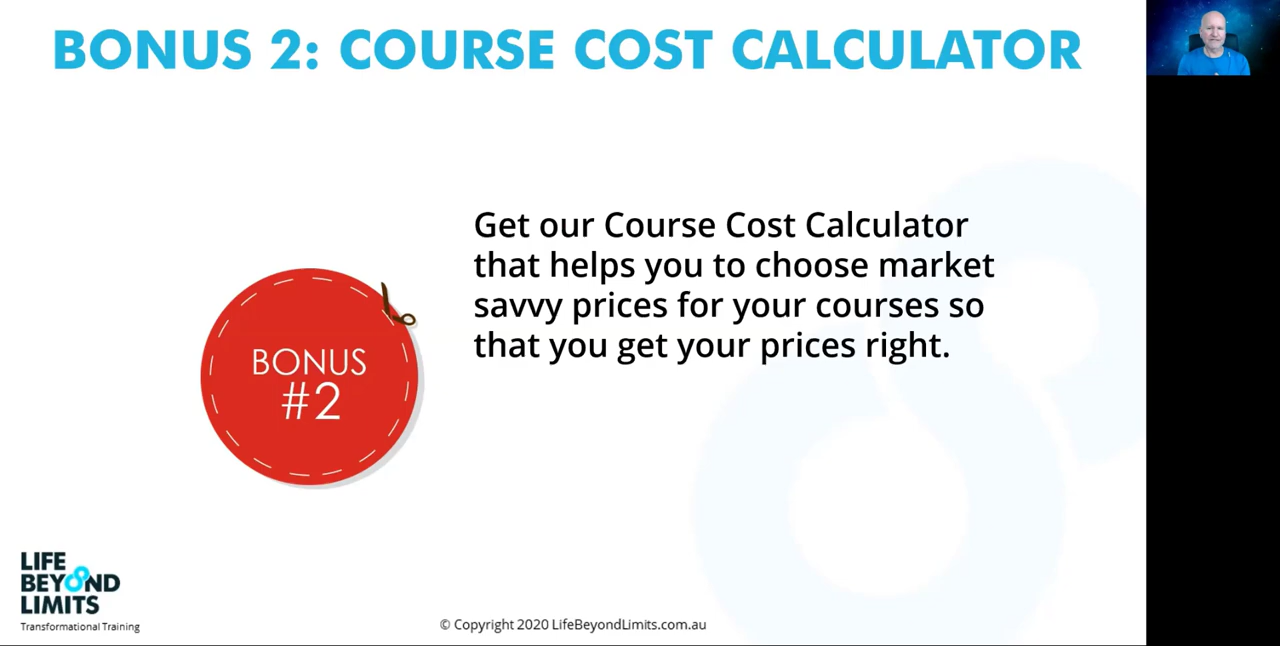 BONUS 2: COURSE COST CALCULATOR
Get our Course Cost Calculator
that helps you to choose market
savvy prices for your courses so
that you get your prices right.
BONUS
#2
LIFE
BEYOND
LIMITS
Transformational Training
© Copyright 2020 LifeBeyondLimits.com.au